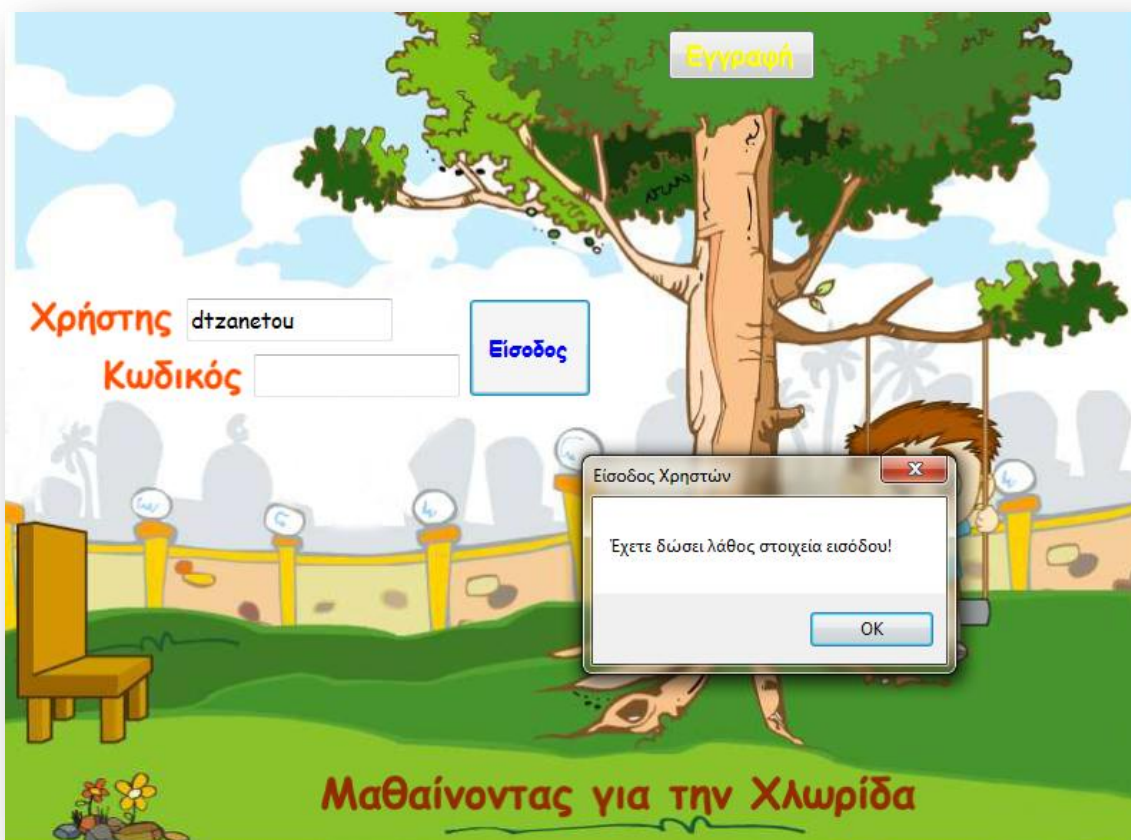 Εγγραφή
Χρήστης dtzanetou
Κωδικός
Είσοδος
Είσοδος Χρηστών
Έχετε δώσει λάθος στοιχεία εισόδου!
OK
Μαθαίνοντας για την Χλωρίδα